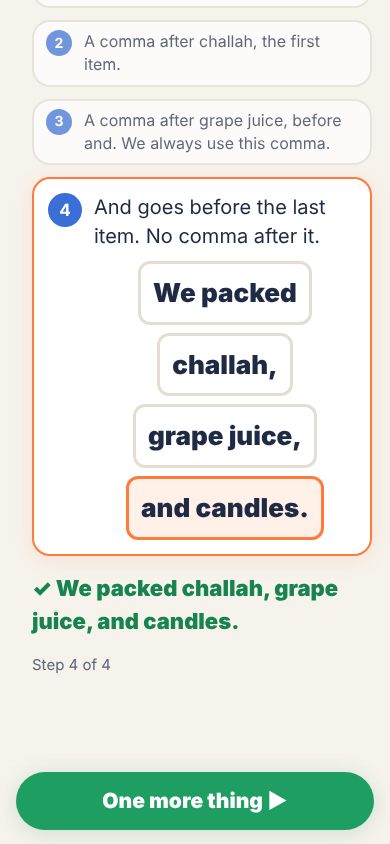 2
A comma after challah, the first
item.
3
A comma after grape juice, before
and. We always use this comma.
4
And goes before the last
item. No comma after it.
We packed
challah,
grape juice,
and candles.
✓ We packed challah, grape
juice, and candles.
Step 4 of 4
One more thing ▶